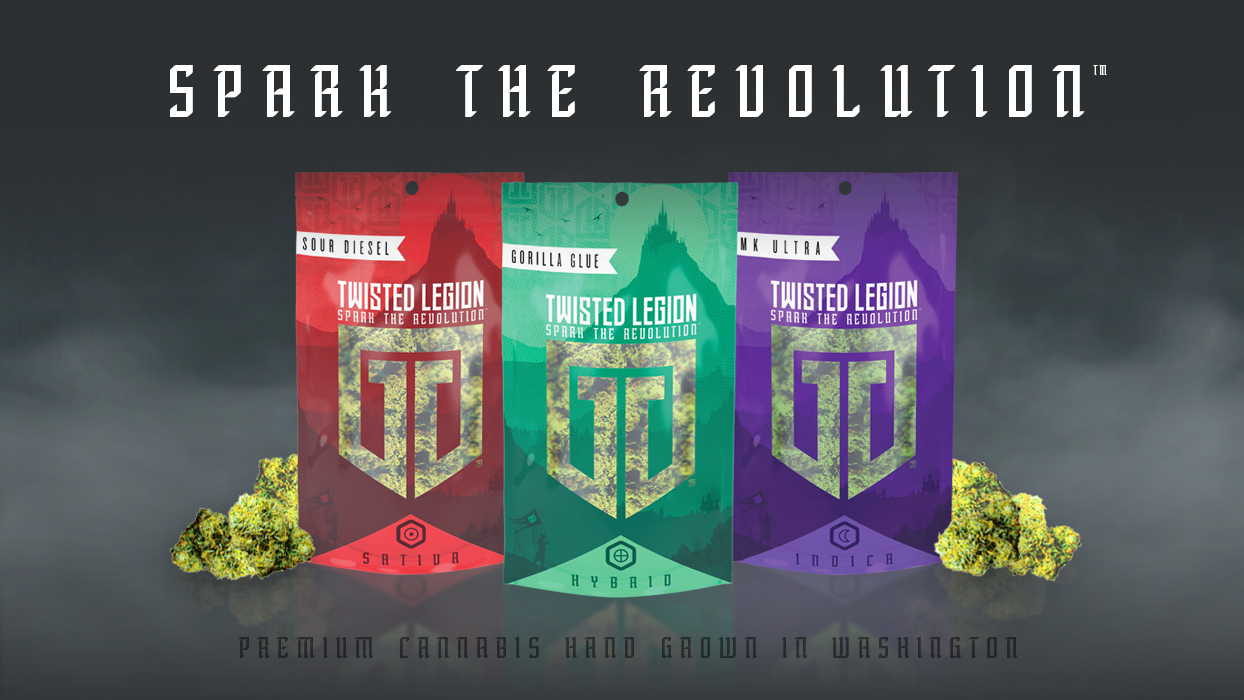 SPARK THE REVOLUTION™
SOUR DIESEL
TWISTED LEGION
SPARK THE REVOLUTION
SATIVA
GORILLA GLUE
TWISTED LEGION
SPARK THE REVOLUTION
HYBRID
MK ULTRA
TWISTED LEGION
SPARK THE REVOLUTION
INDICA
PREMIUM CANNABIS HAND GROWN IN WASHINGTON